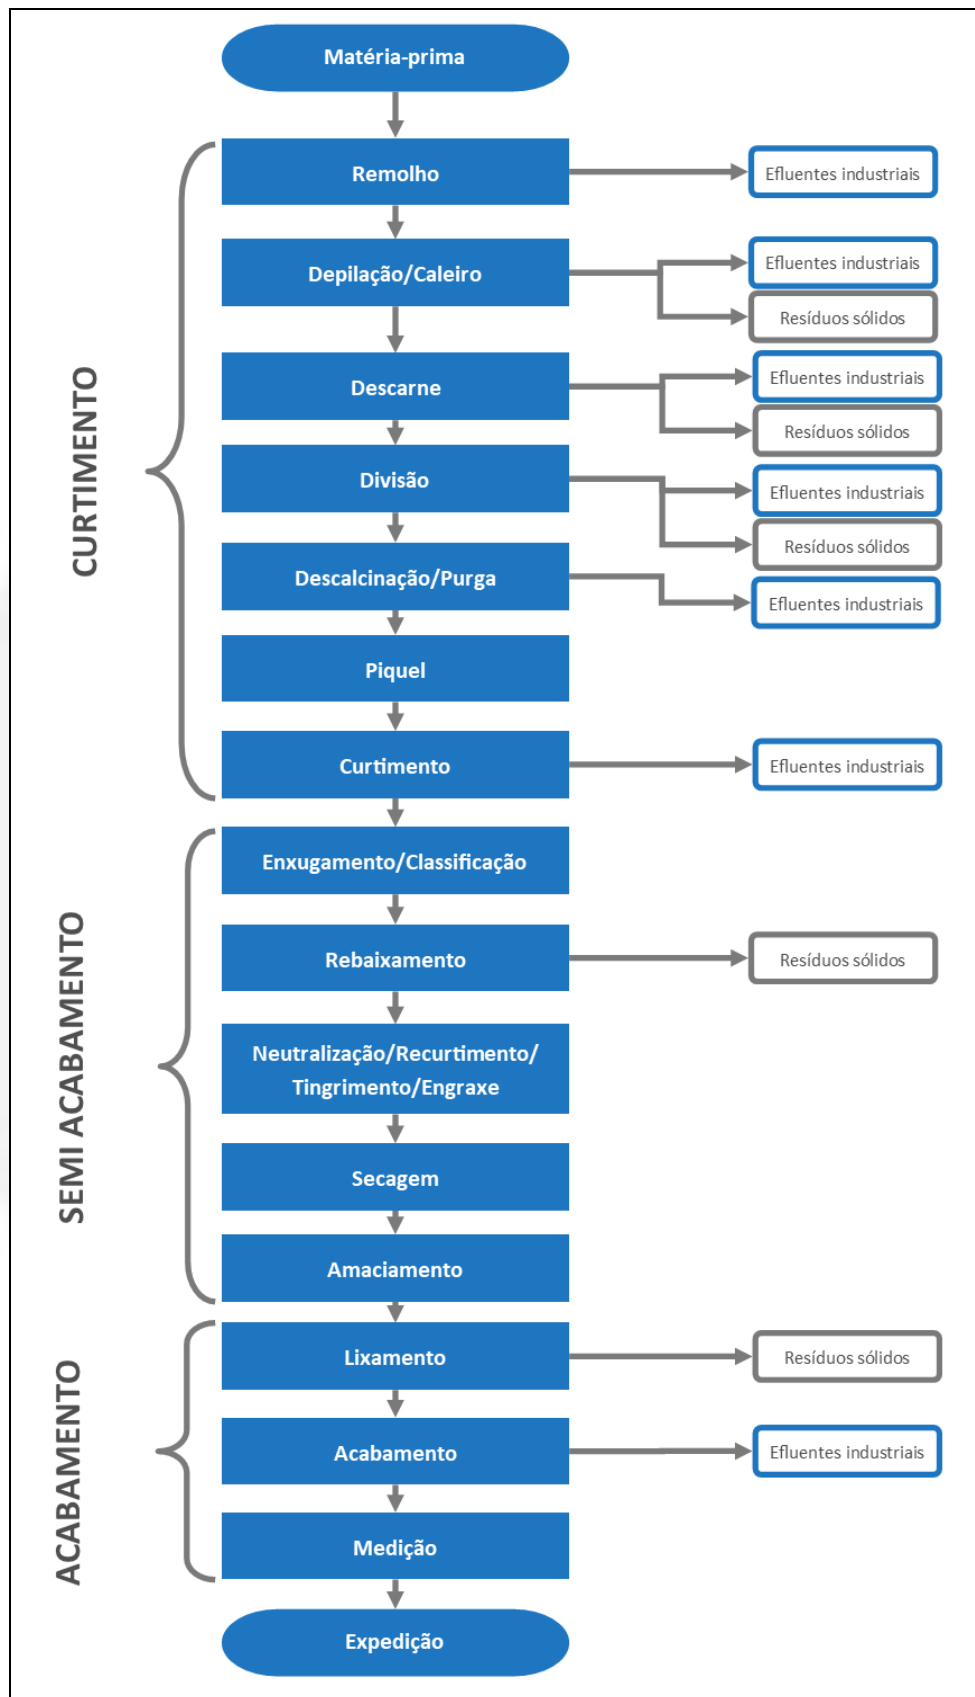 Matéria-prima
CURTIMENTO
Remolho
Efluentes industriais
Depilação/Caleiro
Efluentes industriais
Resíduos sólidos
Descarne
Efluentes industriais
Resíduos sólidos
Divisão
Efluentes industriais
Resíduos sólidos
Descalcinação/Purga
Efluentes industriais
Piquel
Curtimento
Efluentes industriais
SEMI ACABAMENTO
Enxugamento/Classificação
Rebaixamento
Resíduos sólidos
Neutralização/Recurtimento/
Tingrimento/Engraxe
Secagem
Amaciamento
ACABAMENTO
Lixamento
Resíduos sólidos
Acabamento
Efluentes industriais
Medição
Expedição